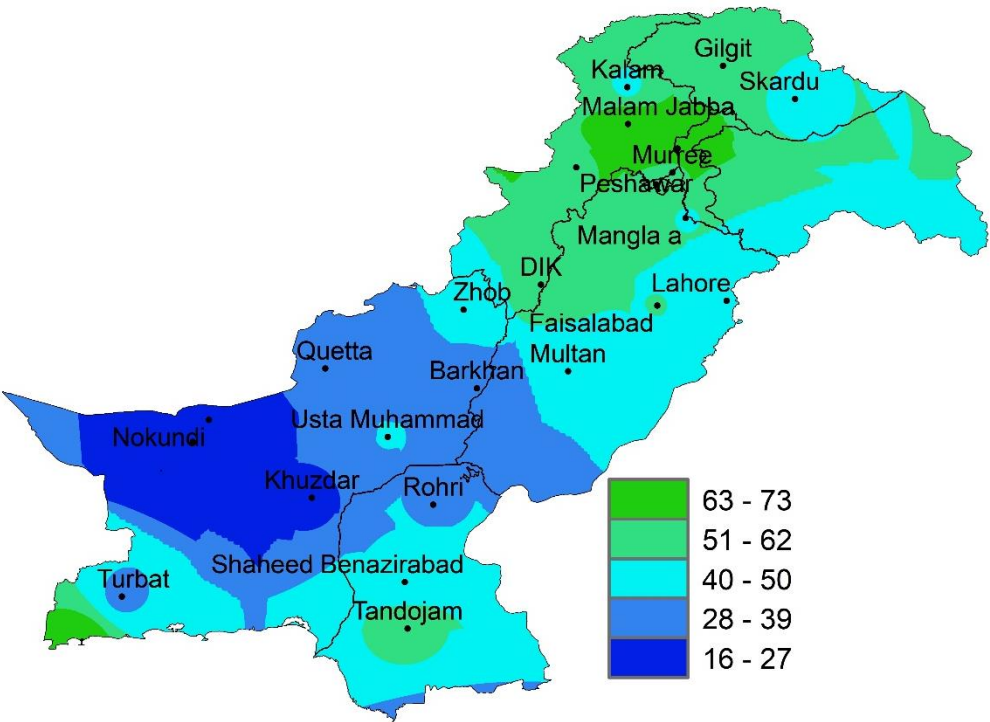 Gilgit
Kalam
Skardu
Malam Jabba
Murree
Peshawar
Mangla a
DIK
Zhob
Lahore
Faisalabad
Quetta
Multan
Barkhan
Usta Muhammad
Nokundi
Khuzdar
Rohri
63 - 73
51 - 62
Shaheed Benazirabad
40 - 50
Turbat
Tandojam
28 - 39
16 - 27